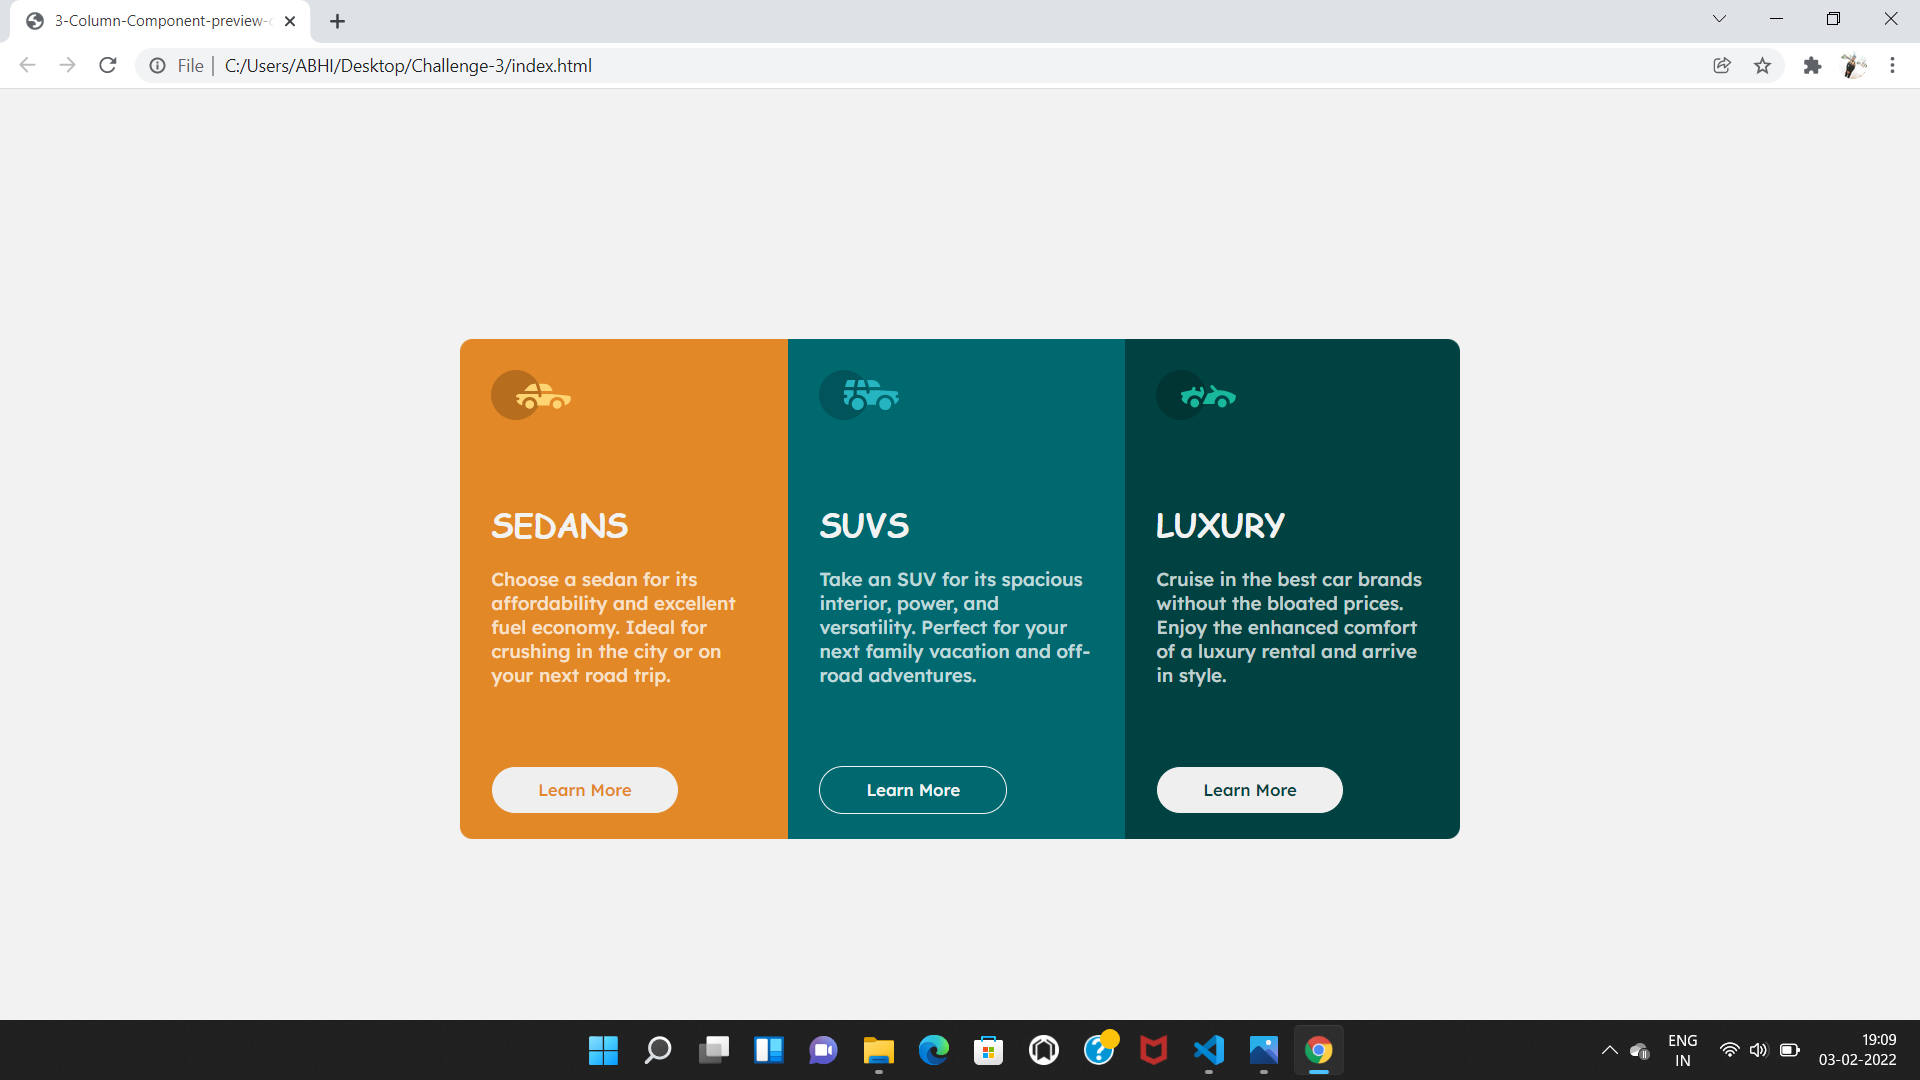 3-Column-Component-preview-
File
C:/Users/ABHI/Desktop/Challenge-3/index.html
SEDANS
Choose a sedan for its
affordability and excellent
fuel economy. Ideal for
crushing in the city or on
your next road trip.
Learn More
SUVS
Take an SUV for its spacious
interior, power, and
versatility. Perfect for your
next family vacation and off-
road adventures.
Learn More
LUXURY
Cruise in the best car brands
without the bloated prices.
Enjoy the enhanced comfort
of a luxury rental and arrive
in style.
Learn More
ENG
IN
19:09
03-02-2022